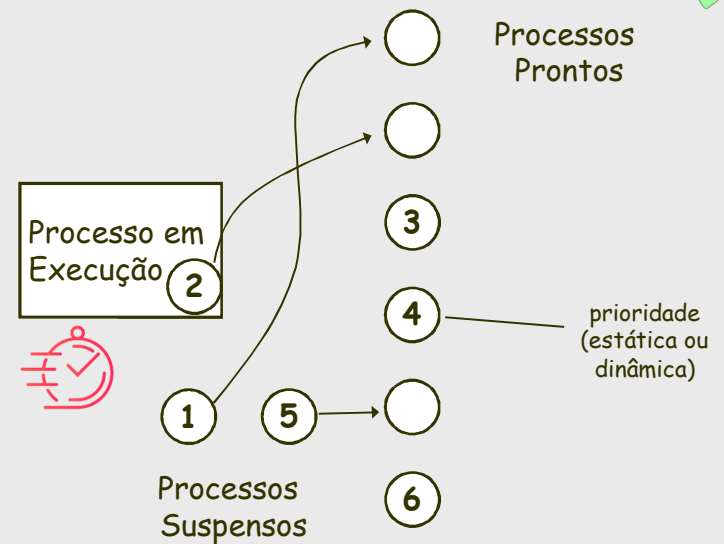 Processos
Prontos
Processo em
Execução
2
3
4
prioridade
(estática ou
dinâmica)
1
5
Processos
Suspensos
6